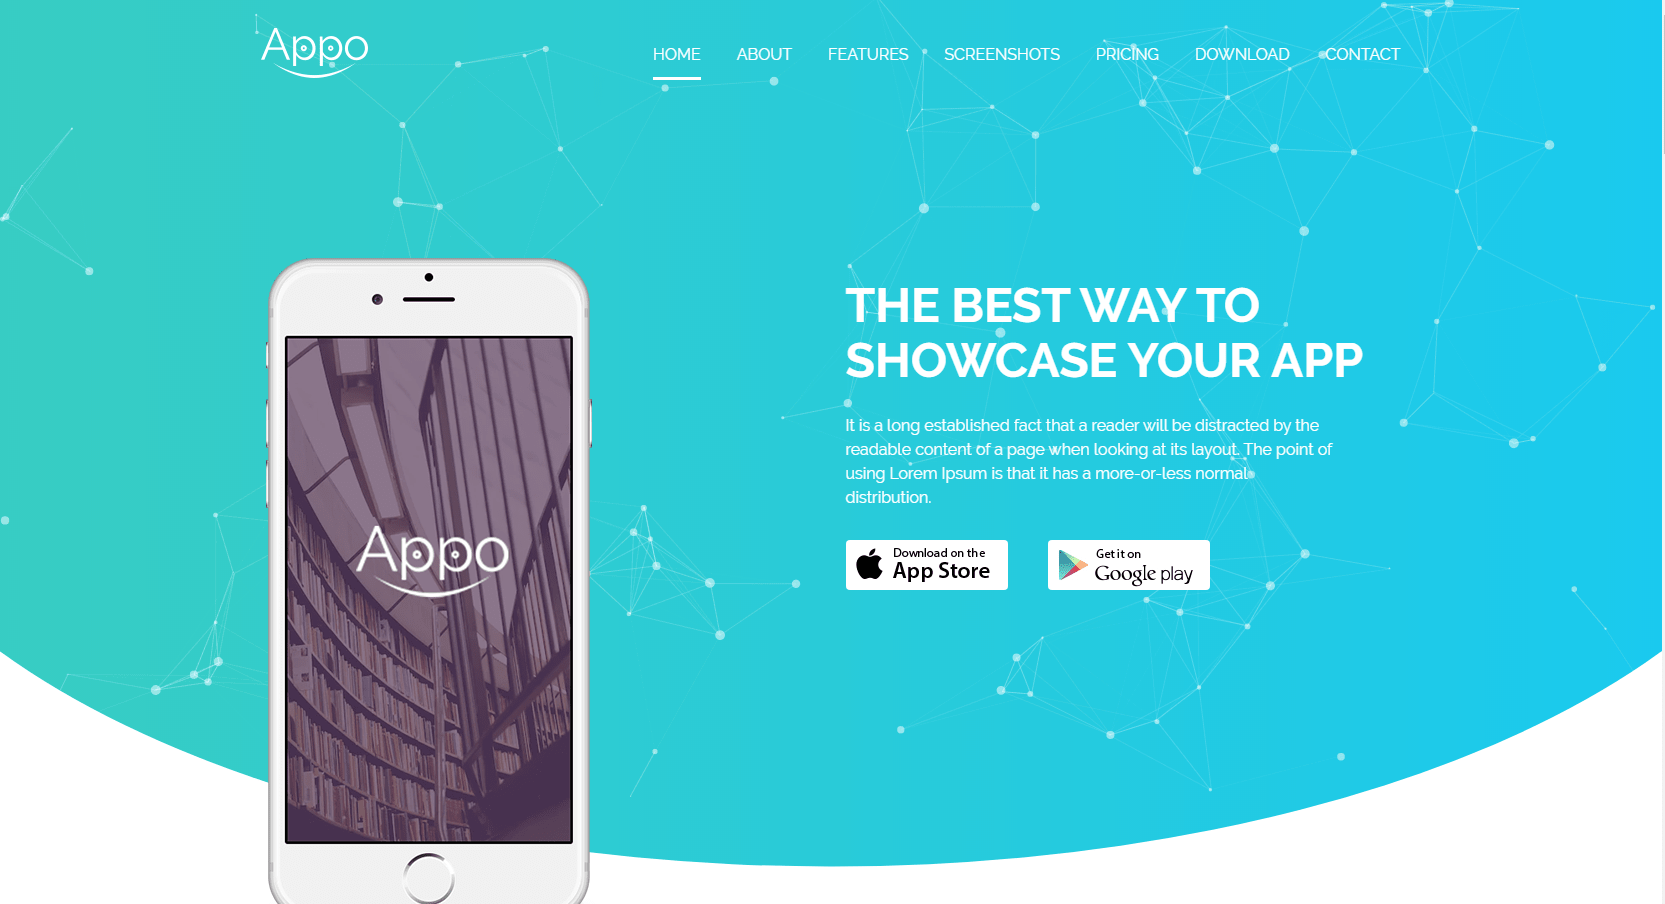 Appo
HOME ABOUT FEATURES SCREENSHOTS PRICING DOWNLOAD CONTACT
THE BEST WAY TO
SHOWCASE YOUR APP
It is a long established fact that a reader will be distracted by the
readable content of a page when looking at its layout. The point of
using Lorem Ipsum is that it has a more-or-less normal
distribution.
Download on the
App Store
Get it on
Google play
Appo